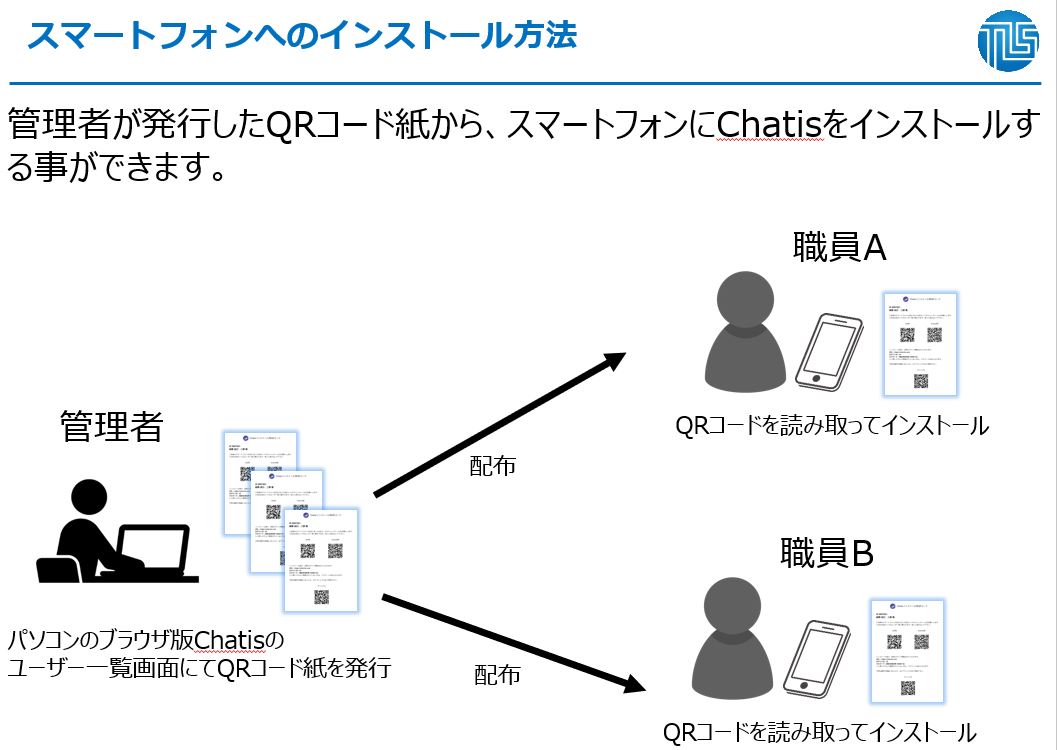 スマートフォンへのインストール方法
TLS
管理者が発行したQRコード紙から、スマートフォンにChatisをインストールす
る事ができます。
職員A
QRコードを読み取ってインストール
管理者
配布
職員B
パソコンのブラウザ版Chatisの
ユーザー一覧画面にてQRコード紙を発行
配布
QRコードを読み取ってインストール